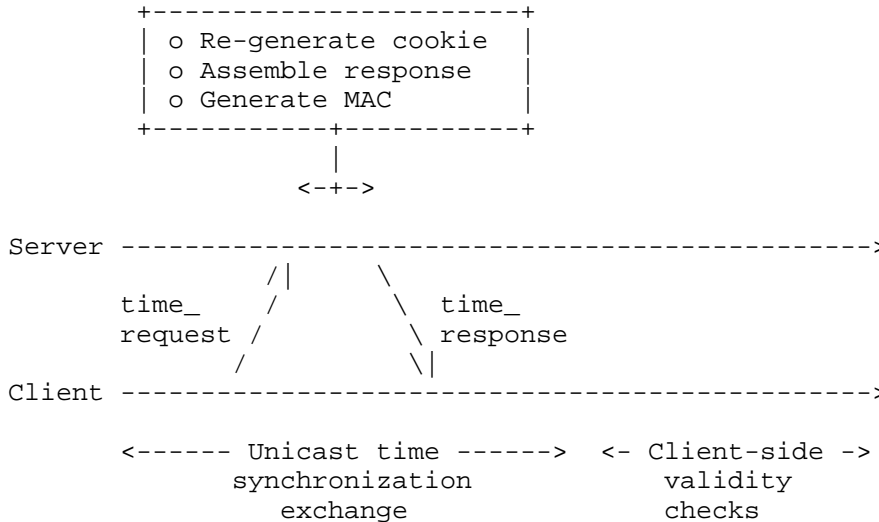 o Re-generate cookie
o Assemble response
o Generate MAC
Server
time_ time_
request response
Client
<------ Unicast time ------> <- Client-side ->
synchronization validity
exchange checks